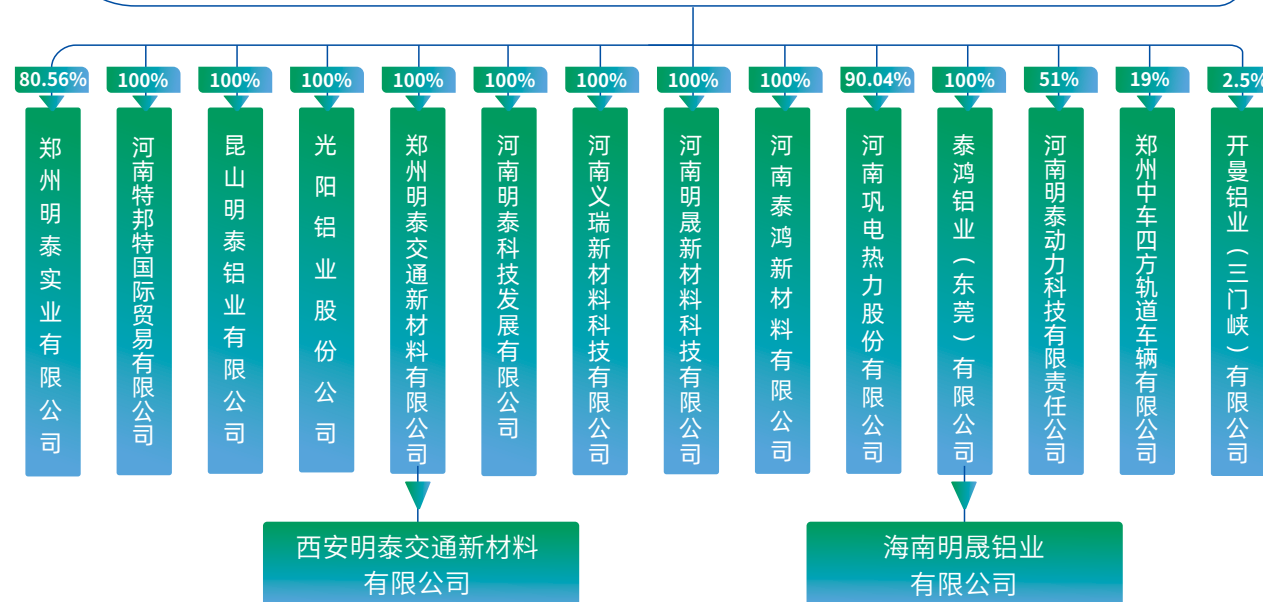 80.56%
100%
100%
100%
100%
100%
100%
100%
100%
90.04%
100%
51%
19%
2.5%
郑州明泰实业有限公司
河南特邦特国际贸易有限公司
昆山明泰铝业有限公司
光阳铝业股份公司
郑州明泰交通新材料有限公司
河南明泰科技发展有限公司
河南义瑞新材料科技有限公司
河南明晟新材料科技有限公司
河南泰鸿新材料有限公司
河南巩电热力股份有限公司
泰鸿铝业（东莞）有限公司
河南明泰动力科技有限责任公司
郑州中车四方轨道车辆有限公司
开曼铝业（三门峡）有限公司
西安明泰交通新材料
有限公司
海南明晟铝业
有限公司